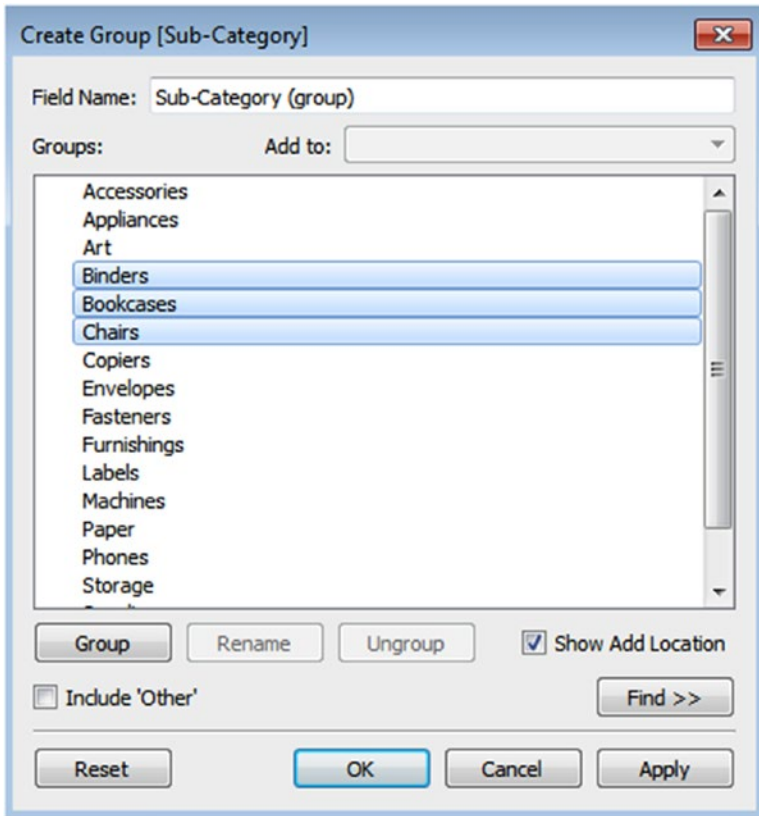 Create Group [Sub-Category]
Field Name: Sub-Category (group)
Groups: Add to:
Accessories
Appliances
Art
Binders
Bookcases
Chairs
Copiers
Envelopes
Fasteners
Furnishings
Labels
Machines
Paper
Phones
Storage
Group Rename Ungroup Show Add Location
Include 'Other' Find >>
Reset OK Cancel Apply